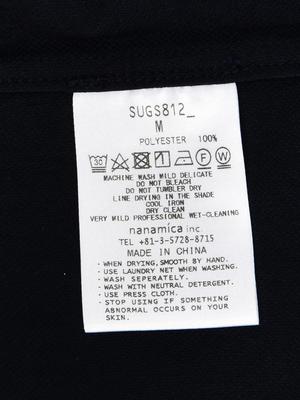 SUGS812_
M
POLYESTER 100%
30 F W
MACHINE WASH MILD DELICATE
DO NOT BLEACH
DO NOT TUMBLER DRY
LINE DRYING IN THE SHADE
COOL IRON
DRY CLEAN
VERY MILD PROFESSIONAL WET-CLEANING
nanamica inc.
TEL +81-3-5728-8715
MADE IN CHINA
· WHEN DRYING, SMOOTH BY HAND.
· USE LAUNDRY NET WHEN WASHING.
· WASH SEPERATELY.
· WASH WITH NEUTRAL DETERGENT.
· USE PRESS CLOTH.
· STOP USING IF SOMETHING
ABNORMAL OCCURS ON YOUR
SKIN.